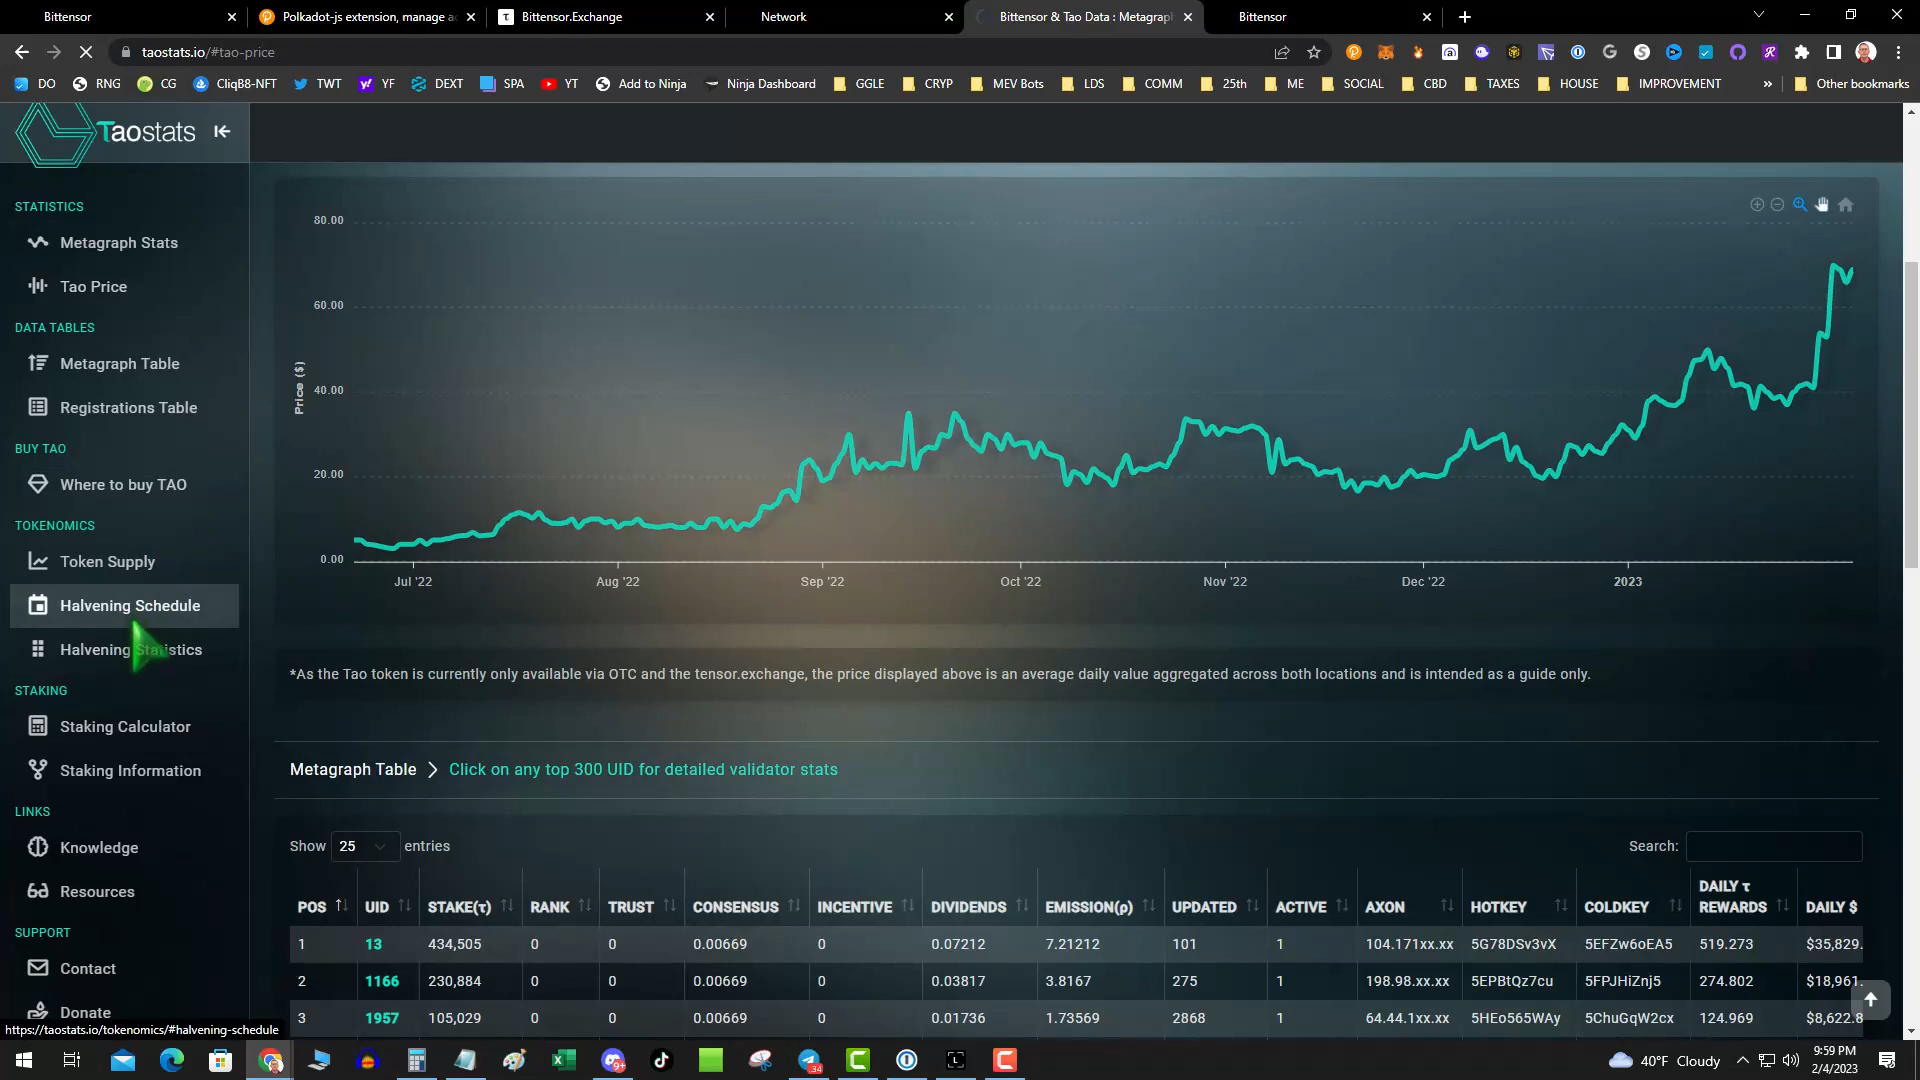 Bittensor
Polkadot-js extension, manage ac
Bittensor.Exchange
Network
Bittensor & Tao Data : Metagraph
Bittensor
taostats.io/#tao-price
DO
RNG
CG
CliqB8-NFT
TWT
YF
DEXT
SPA
YT
Add to Ninja
Ninja Dashboard
GGLE
CRYP
MEV Bots
LDS
COMM
25th
ME
SOCIAL
CBD
TAXES
HOUSE
IMPROVEMENT
»
Other bookmarks
Taostats
STATISTICS
Metagraph Stats
Tao Price
DATA TABLES
Metagraph Table
Registrations Table
BUY TAO
Where to buy TAO
TOKENOMICS
Token Supply
Halvening Schedule
Halvening Statistics
STAKING
Staking Calculator
Staking Information
LINKS
Knowledge
Resources
SUPPORT
Contact
Donate
https://taostats.io/tokenomics/#halvening-schedule
Price ($)
80.00
60.00
40.00
20.00
0.00
Jul '22 Aug '22 Sep '22 Oct '22 Nov '22 Dec '22 2023
*As the Tao token is currently only available via OTC and the tensor.exchange, the price displayed above is an average daily value aggregated across both locations and is intended as a guide only.
Metagraph Table > Click on any top 300 UID for detailed validator stats
Show 25 entries
Search:
POS UID STAKE(τ) RANK TRUST CONSENSUS INCENTIVE DIVIDENDS EMISSION(ρ) UPDATED ACTIVE AXON HOTKEY COLDKEY DAILY τ REWARDS DAILY $
1 13 434,505 0 0 0.00669 0 0.07212 7.21212 101 1 104.171xx.xx 5G78DSv3vX 5EFZw6oEA5 519.273 $35,829.
2 1166 230,884 0 0 0.00669 0 0.03817 3.8167 275 1 198.98.xx.xx 5EPBtQz7cu 5FPJHiZnj5 274.802 $18,961.
3 1957 105,029 0 0 0.00669 0 0.01736 1.73569 2868 1 64.44.1xx.xx 5HEo565WAy 5ChuGqW2cx 124.969 $8,622.8
40°F Cloudy
9:59 PM
2/4/2023